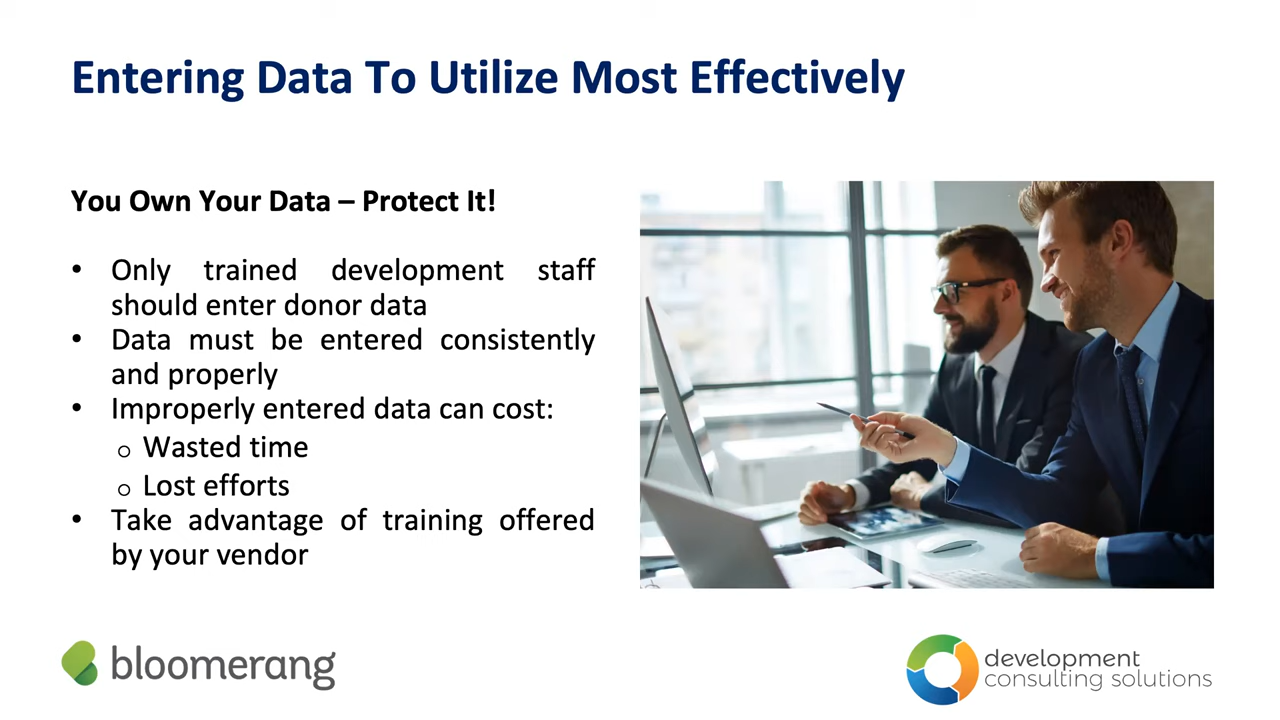 Entering Data To Utilize Most Effectively
You Own Your Data – Protect It!
• Only trained development staff
should enter donor data
• Data must be entered consistently
and properly
• Improperly entered data can cost:
o Wasted time
o Lost efforts
• Take advantage of training offered
by your vendor
bloomerang
development
consulting solutions